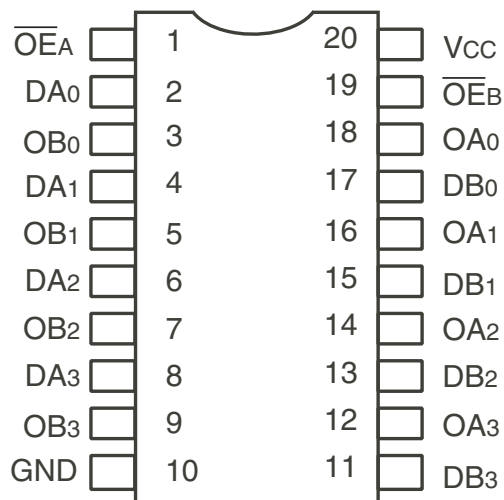 O̅E̅A 1 20 VCC
DA0 2 19 O̅E̅B
OB0 3 18 OA0
DA1 4 17 DB0
OB1 5 16 OA1
DA2 6 15 DB1
OB2 7 14 OA2
DA3 8 13 DB2
OB3 9 12 OA3
GND 10 11 DB3